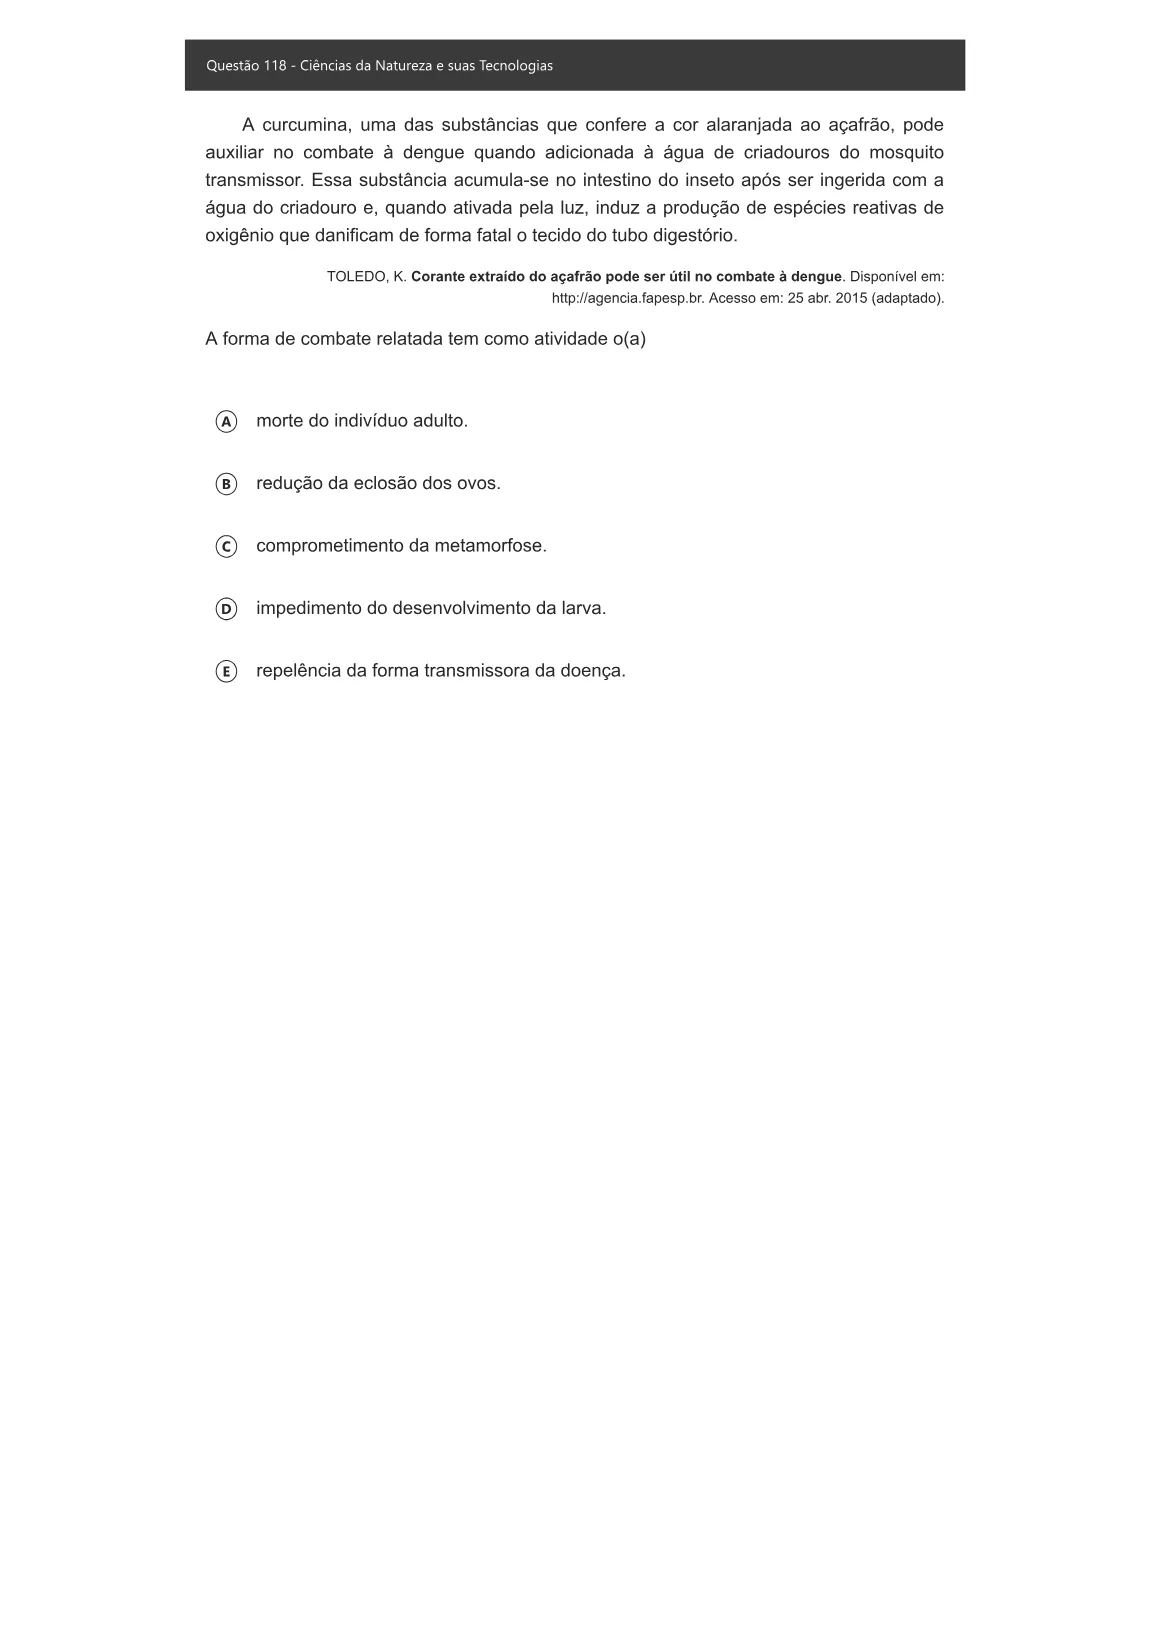 Questão 118 - Ciências da Natureza e suas Tecnologias
A curcumina, uma das substâncias que confere a cor alaranjada ao açafrão, pode
auxiliar no combate à dengue quando adicionada à água de criadouros do mosquito
transmissor. Essa substância acumula-se no intestino do inseto após ser ingerida com a
água do criadouro e, quando ativada pela luz, induz a produção de espécies reativas de
oxigênio que danificam de forma fatal o tecido do tubo digestório.
TOLEDO, K. Corante extraído do açafrão pode ser útil no combate à dengue. Disponível em:
http://agencia.fapesp.br. Acesso em: 25 abr. 2015 (adaptado).
A forma de combate relatada tem como atividade o(a)
A morte do indivíduo adulto.
B redução da eclosão dos ovos.
C comprometimento da metamorfose.
D impedimento do desenvolvimento da larva.
E repelência da forma transmissora da doença.